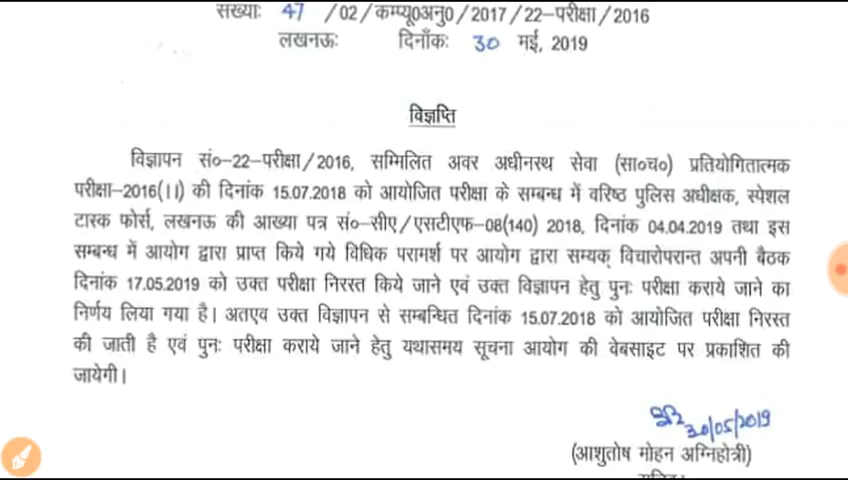 संख्याः 47 /02/कम्प्यू0अनु0/2017/22-परीक्षा/2016
लखनऊः दिनाँकः 30 मई, 2019
विज्ञप्ति
विज्ञापन सं०-22-परीक्षा/2016, सम्मिलित अवर अधीनस्थ सेवा (सा०च०) प्रतियोगितात्मक
परीक्षा-2016(।।) की दिनांक 15.07.2018 को आयोजित परीक्षा के सम्बन्ध में वरिष्ठ पुलिस अधीक्षक, स्पेशल
टास्क फोर्स, लखनऊ की आख्या पत्र सं०-सीए/एसटीएफ-08(140) 2018, दिनांक 04.04.2019 तथा इस
सम्बन्ध में आयोग द्वारा प्राप्त किये गये विधिक परामर्श पर आयोग द्वारा सम्यक् विचारोपरान्त अपनी बैठक
दिनांक 17.05.2019 को उक्त परीक्षा निरस्त किये जाने एवं उक्त विज्ञापन हेतु पुनः परीक्षा कराये जाने का
निर्णय लिया गया है। अतएव उक्त विज्ञापन से सम्बन्धित दिनांक 15.07.2018 को आयोजित परीक्षा निरस्त
की जाती है एवं पुनः परीक्षा कराये जाने हेतु यथासमय सूचना आयोग की वेबसाइट पर प्रकाशित की
जायेगी।
30/05/2019
(आशुतोष मोहन अग्निहोत्री)